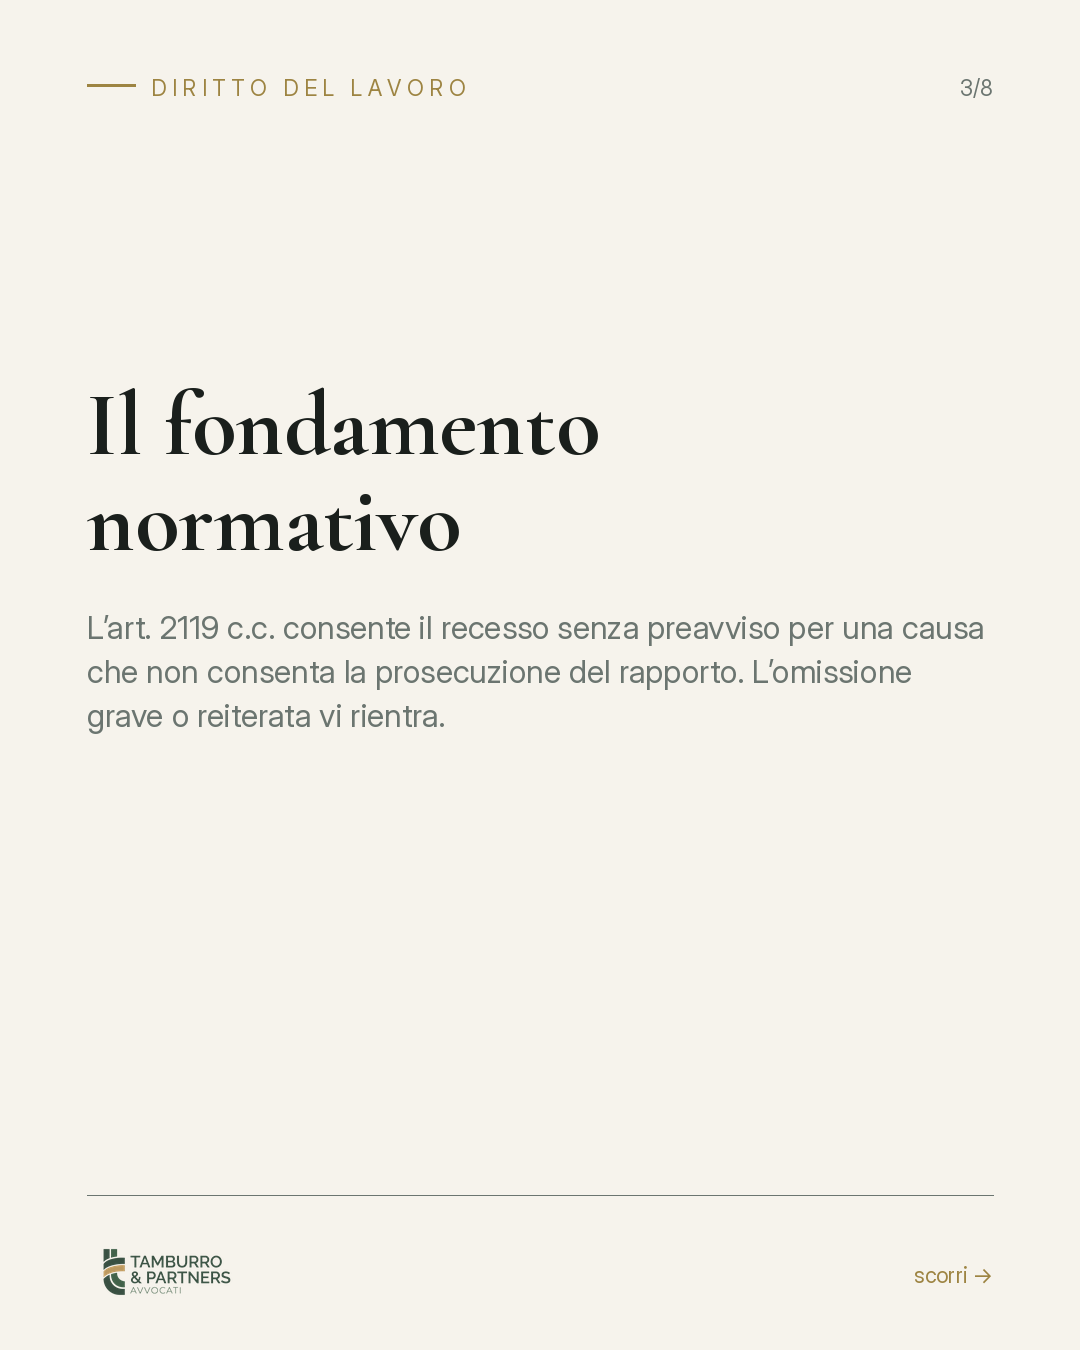 DIRITTO DEL LAVORO
3/8
Il fondamento
normativo
L’art. 2119 c.c. consente il recesso senza preavviso per una causa
che non consenta la prosecuzione del rapporto. L’omissione
grave o reiterata vi rientra.
TAMBURRO
& PARTNERS
AVVOCATI
scorri →